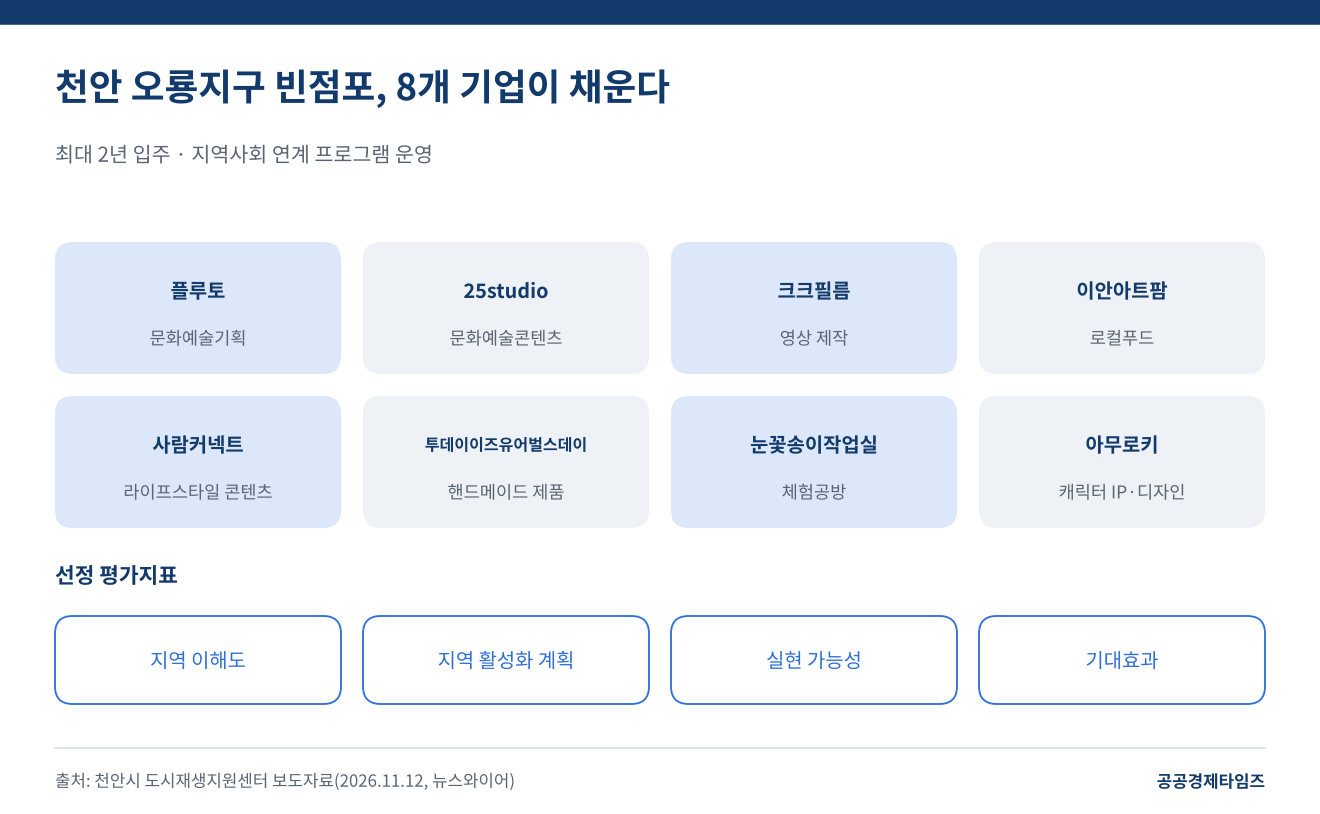 천안 오룡지구 빈점포, 8개 기업이 채운다
최대 2년 입주 · 지역사회 연계 프로그램 운영
플루토
문화예술기획
25studio
문화예술콘텐츠
크크필름
영상 제작
이안아트팜
로컬푸드
사람커넥트
라이프스타일 콘텐츠
투데이이즈유어벌스데이
핸드메이드 제품
눈꽃송이작업실
체험공방
아무로키
캐릭터 IP·디자인
선정 평가지표
지역 이해도
지역 활성화 계획
실현 가능성
기대효과
출처: 천안시 도시재생지원센터 보도자료(2026.11.12, 뉴스와이어)
공공경제타임즈